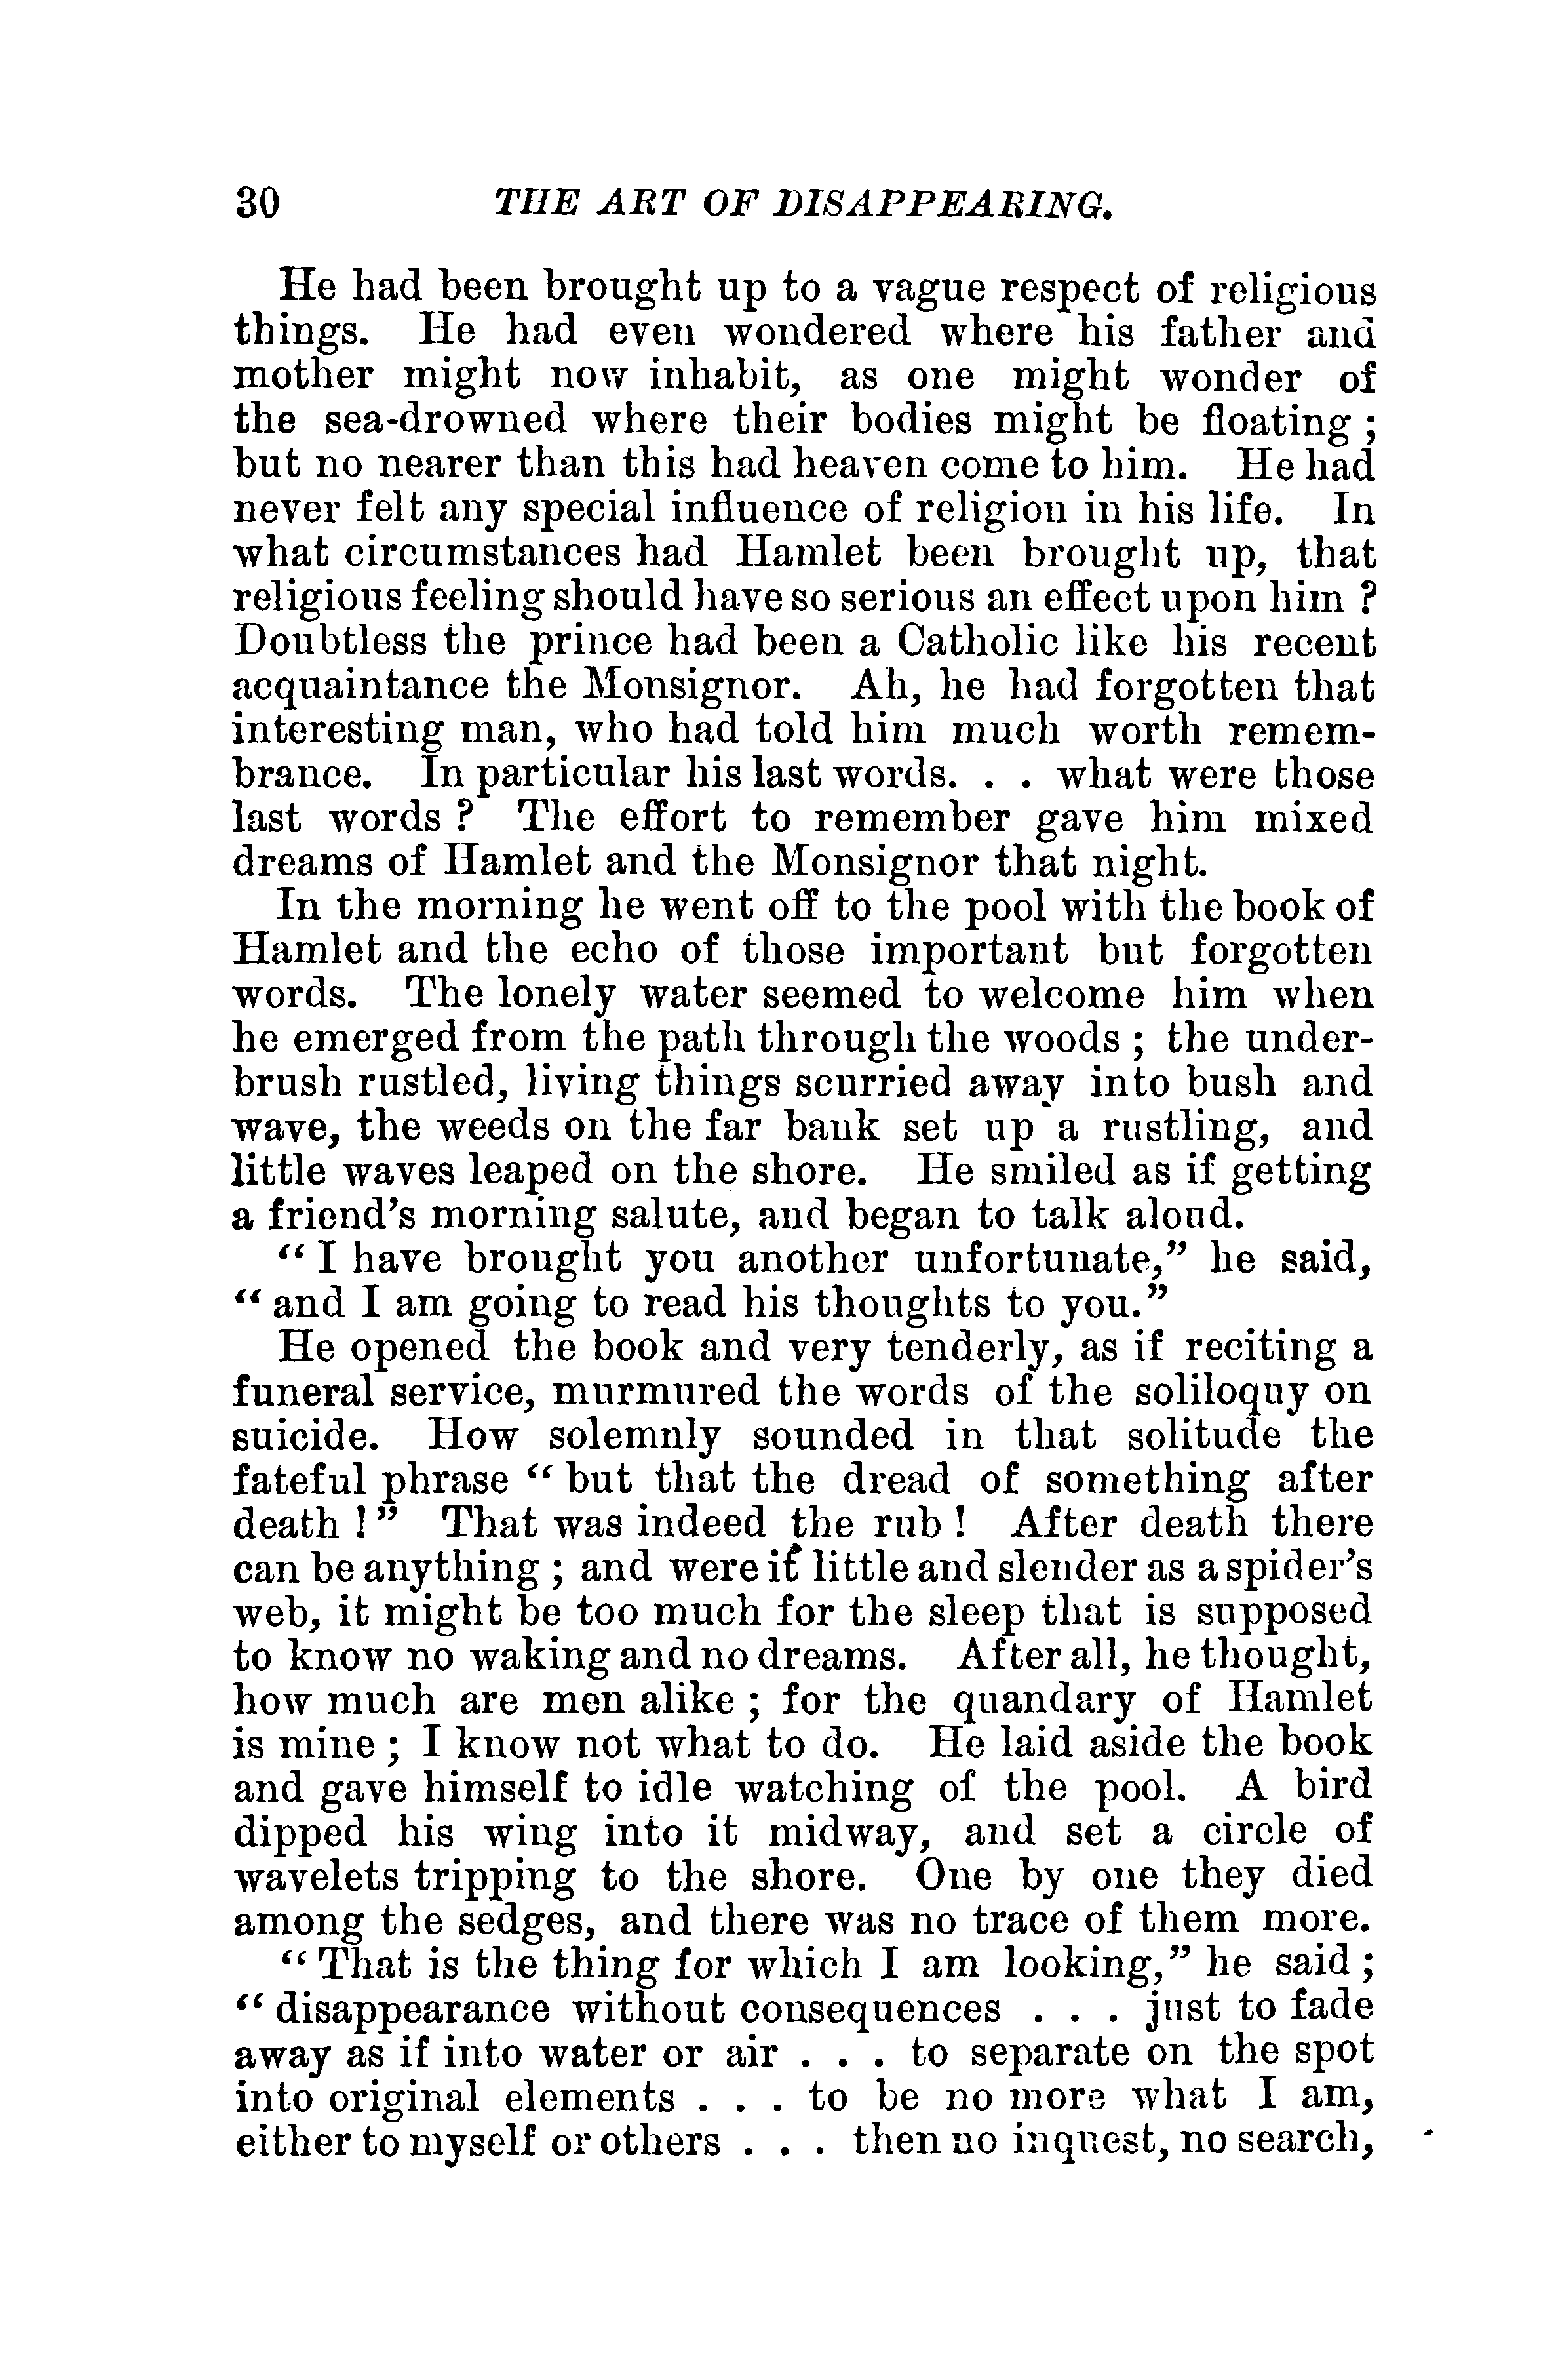 30 THE ART OF DISAPPEARING.
He had been brought up to a vague respect of religious
things. He had even wondered where his father and
mother might now inhabit, as one might wonder of
the sea-drowned where their bodies might be floating ;
but no nearer than this had heaven come to him. He had
never felt any special influence of religion in his life. In
what circumstances had Hamlet been brought up, that
religious feeling should have so serious an effect upon him ?
Doubtless the prince had been a Catholic like his recent
acquaintance the Monsignor. Ah, he had forgotten that
interesting man, who had told him much worth remem-
brance. In particular his last words. . . what were those
last words ? The effort to remember gave him mixed
dreams of Hamlet and the Monsignor that night.
In the morning he went off to the pool with the book of
Hamlet and the echo of those important but forgotten
words. The lonely water seemed to welcome him when
he emerged from the path through the woods ; the under-
brush rustled, living things scurried away into bush and
wave, the weeds on the far bank set up a rustling, and
little waves leaped on the shore. He smiled as if getting
a friend's morning salute, and began to talk aloud.
“ I have brought you another unfortunate,” he said,
“ and I am going to read his thoughts to you.”
He opened the book and very tenderly, as if reciting a
funeral service, murmured the words of the soliloquy on
suicide. How solemnly sounded in that solitude the
fateful phrase “ but that the dread of something after
death ! ” That was indeed the rub ! After death there
can be anything ; and were it little and slender as a spider's
web, it might be too much for the sleep that is supposed
to know no waking and no dreams. After all, he thought,
how much are men alike ; for the quandary of Hamlet
is mine ; I know not what to do. He laid aside the book
and gave himself to idle watching of the pool. A bird
dipped his wing into it midway, and set a circle of
wavelets tripping to the shore. One by one they died
among the sedges, and there was no trace of them more.
“ That is the thing for which I am looking,” he said ;
“ disappearance without consequences . . . just to fade
away as if into water or air . . . to separate on the spot
into original elements . . . to be no more what I am,
either to myself or others . . . then no inquest, no search,